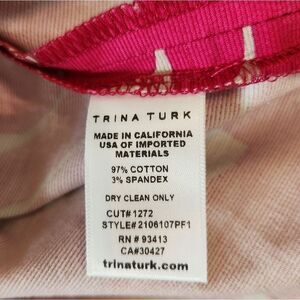 TRINA TURK
MADE IN CALIFORNIA
USA OF IMPORTED
MATERIALS
97% COTTON
3% SPANDEX
DRY CLEAN ONLY
CUT# 1272
STYLE# 2106107PF1
RN # 93413
CA#30427
trinaturk.com